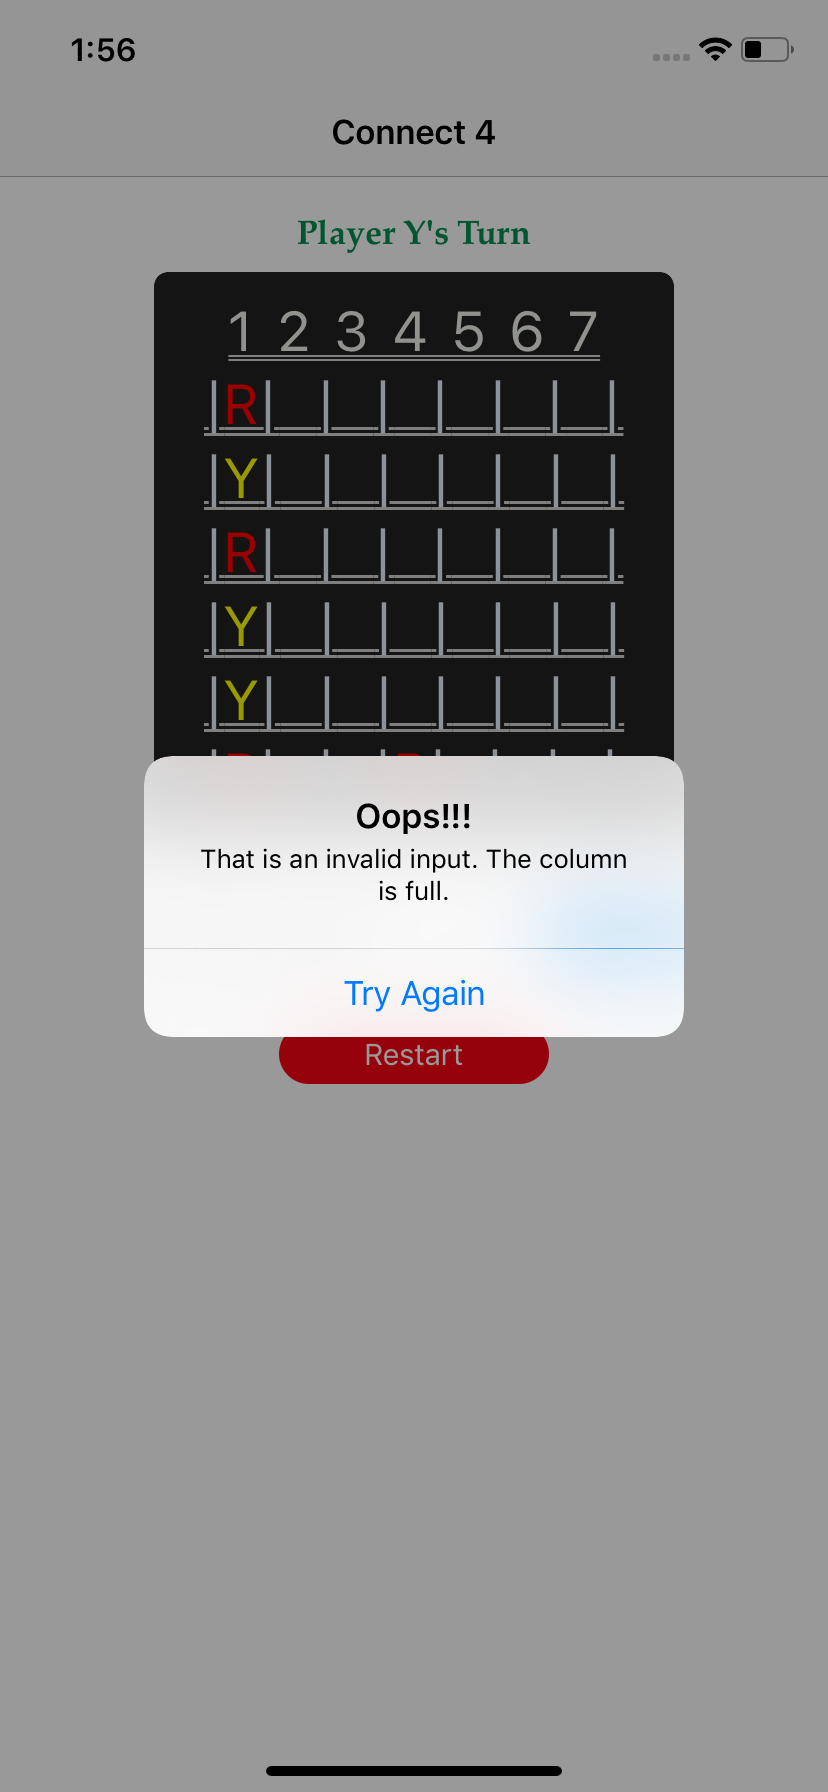 1:56
Connect 4
Player Y's Turn
1 2 3 4 5 6 7
R
Y
R
Y
Y
Oops!!!
That is an invalid input. The column
is full.
Try Again
Restart